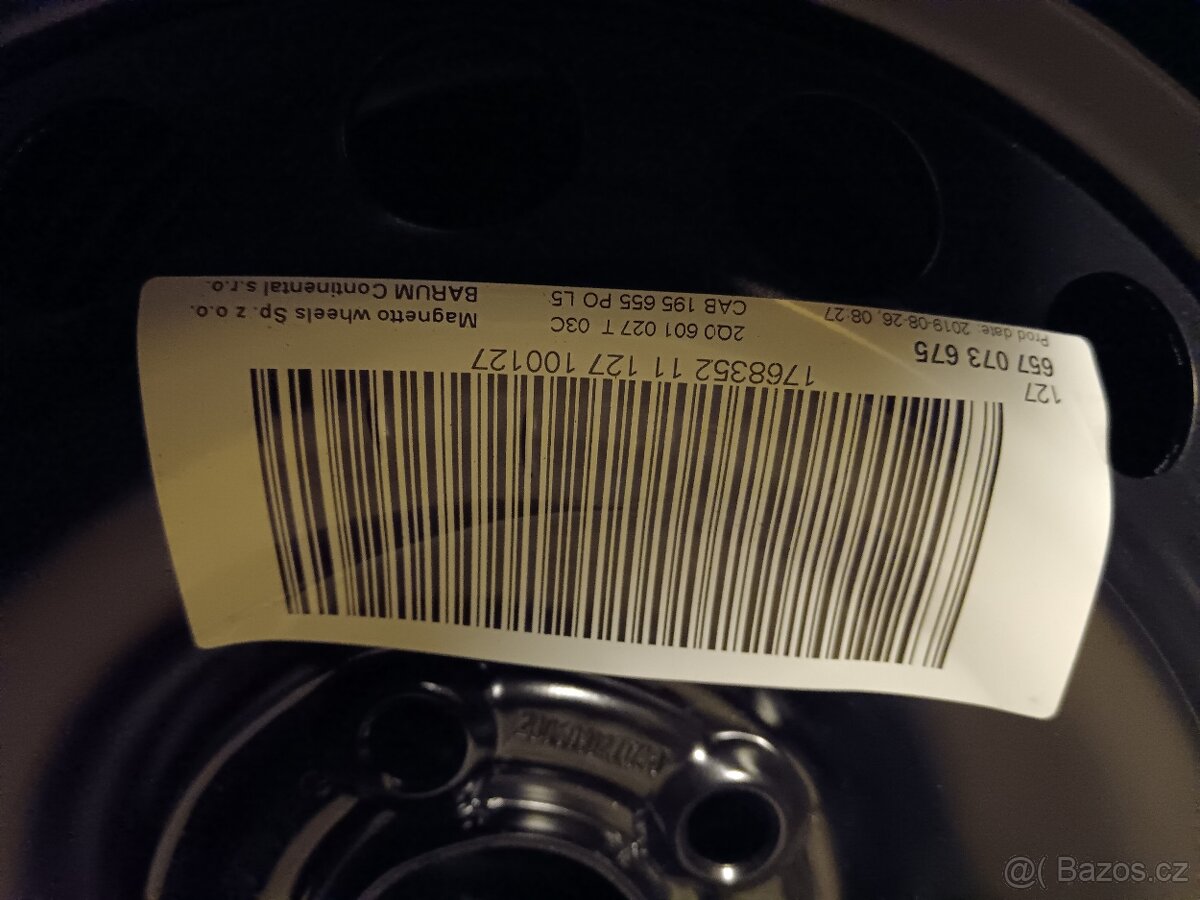 127
657 073 675
Prod date: 2019-08-26, 08:27
1768352 11 127 100127
2Q0 601 027 T 03C
CAB 195 655 PO L5
Magnetto wheels Sp. z o.o.
BARUM Continental s.r.o.
@( Bazos.cz